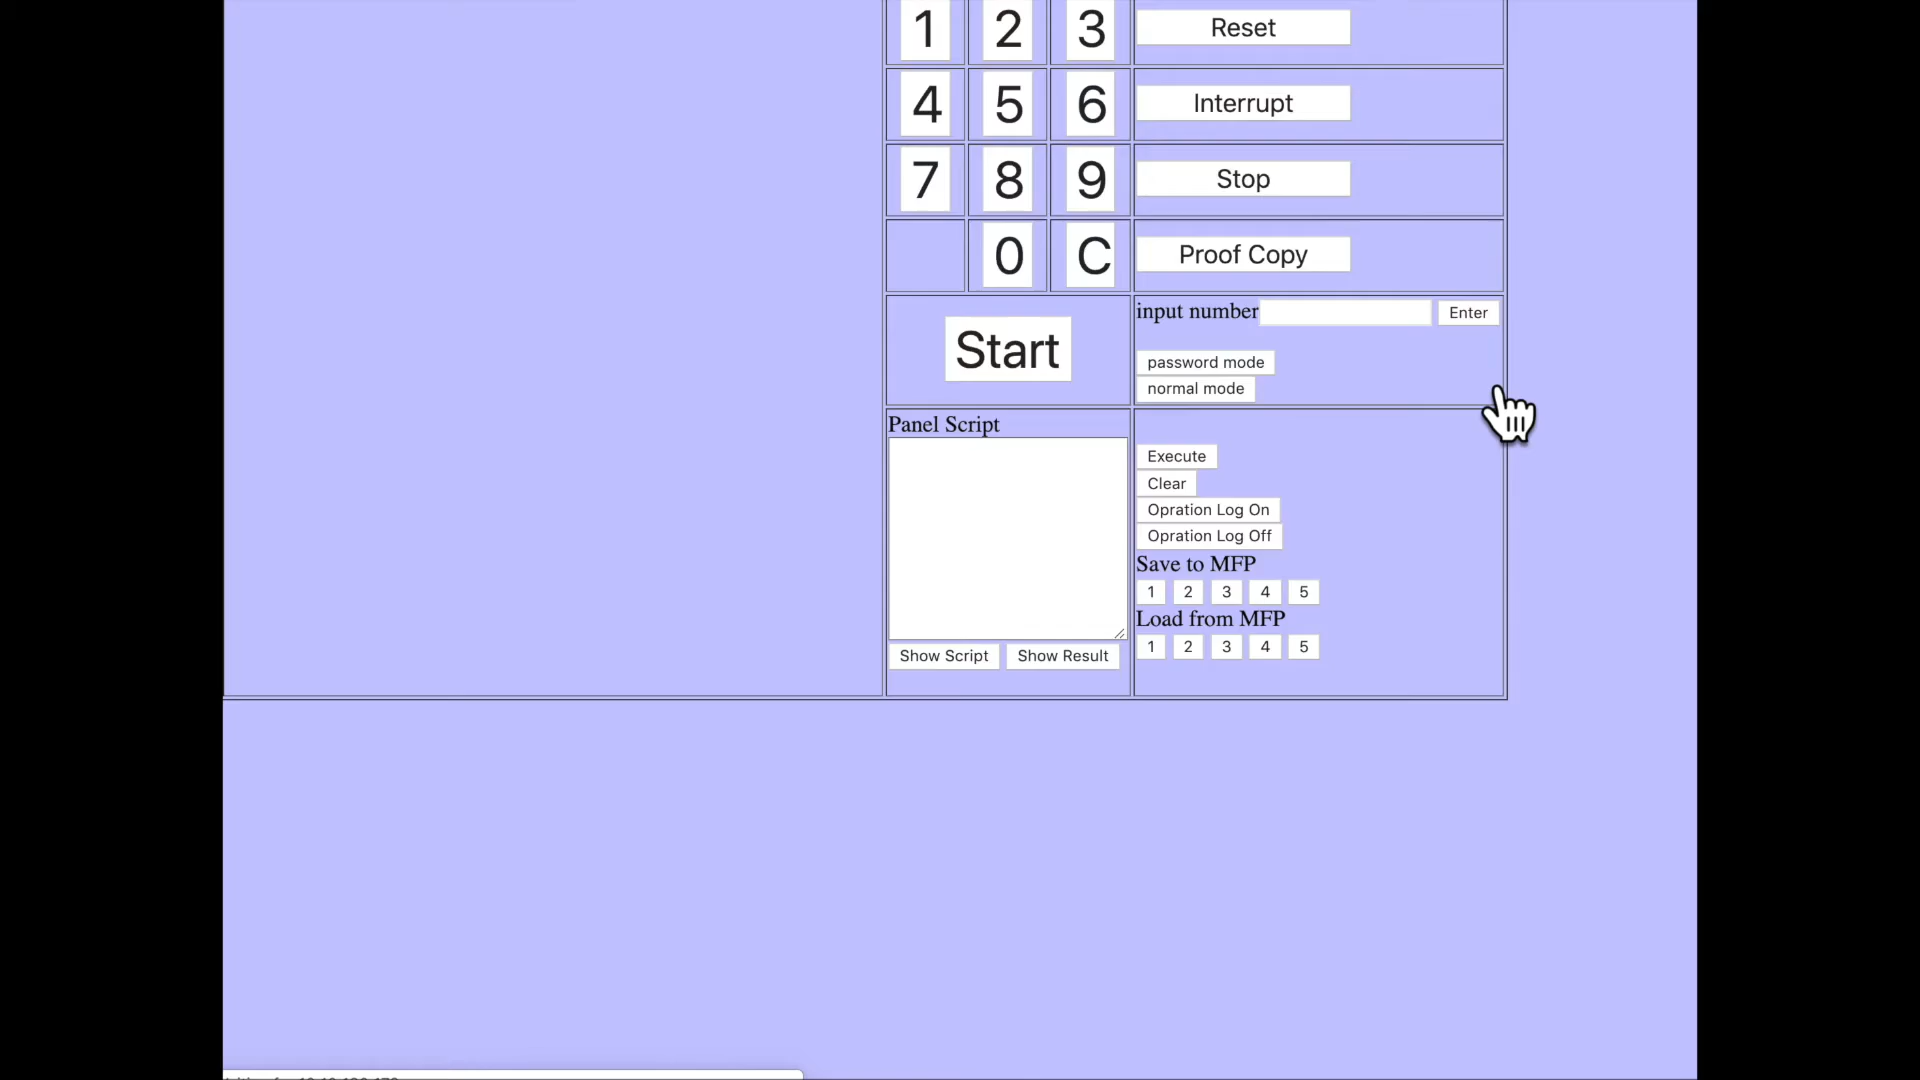 1 2 3 Reset
4 5 6 Interrupt
7 8 9 Stop
0 C Proof Copy
Start
input number Enter
password mode
normal mode
Panel Script
Show Script Show Result
Execute
Clear
Opration Log On
Opration Log Off
Save to MFP
1 2 3 4 5
Load from MFP
1 2 3 4 5